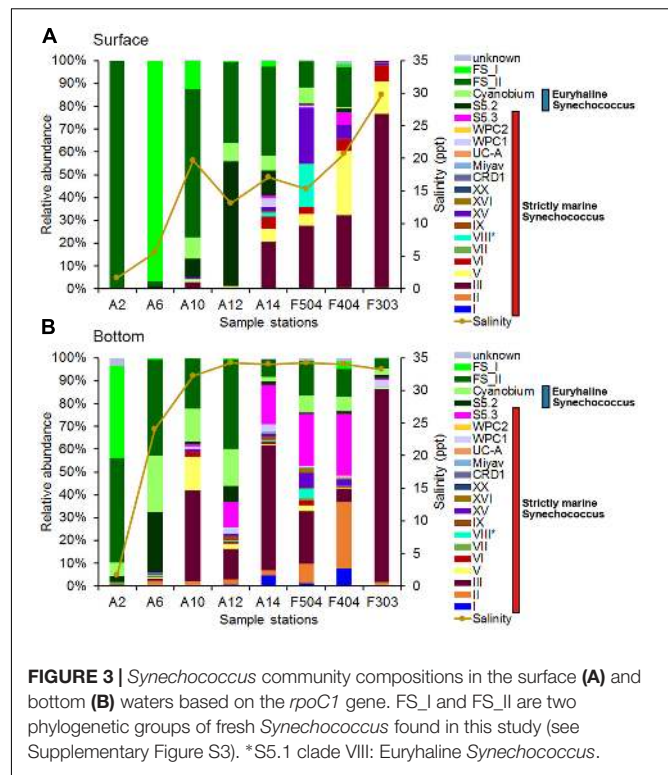 A
Surface
100%
90%
80%
70%
60%
50%
40%
30%
20%
10%
0%
Relative abundance
35
30
25
20
15
10
5
0
Salinity (ppt)
A2 A6 A10 A12 A14 F504 F404 F303
Sample stations
unknown
FS_I
FS_II
Cyanobium
S5.2
S5.3
WPC2
WPC1
UC-A
Miyav
CRD1
XX
XVI
XV
IX
VIII*
VII
VI
V
III
II
I
Salinity
Euryhaline
Synechococcus
Strictly marine
Synechococcus
B
Bottom
100%
90%
80%
70%
60%
50%
40%
30%
20%
10%
0%
Relative abundance
35
30
25
20
15
10
5
0
Salinity (ppt)
A2 A6 A10 A12 A14 F504 F404 F303
Sample stations
unknown
FS_I
FS_II
Cyanobium
S5.2
S5.3
WPC2
WPC1
UC-A
Miyav
CRD1
XX
XVI
XV
IX
VIII*
VII
VI
V
III
II
I
Salinity
Euryhaline
Synechococcus
Strictly marine
Synechococcus
FIGURE 3 | Synechococcus community compositions in the surface (A) and
bottom (B) waters based on the rpoC1 gene. FS_I and FS_II are two
phylogenetic groups of fresh Synechococcus found in this study (see
Supplementary Figure S3). *S5.1 clade VIII: Euryhaline Synechococcus.